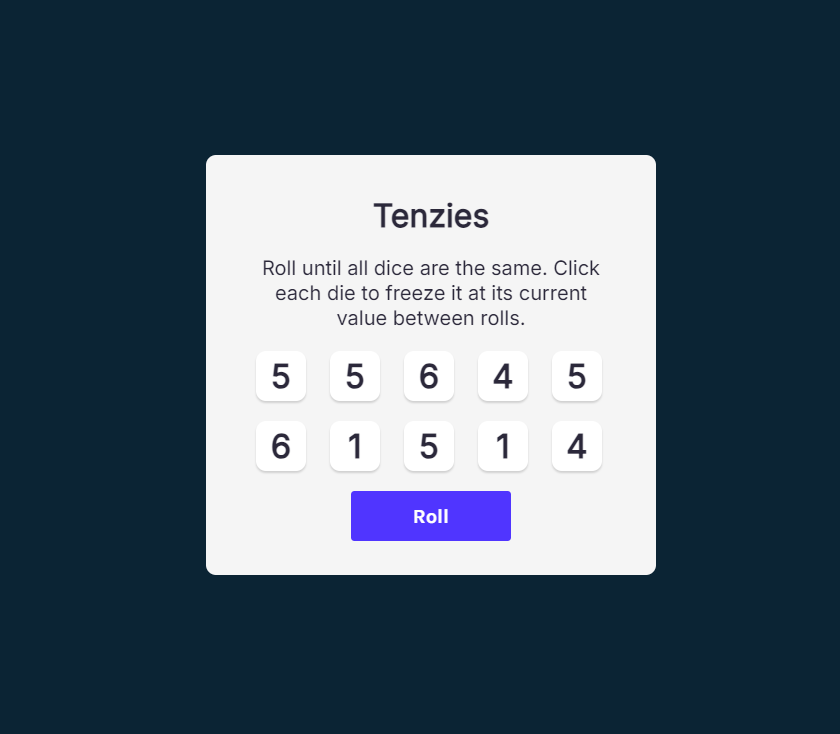 Tenzies
Roll until all dice are the same. Click
each die to freeze it at its current
value between rolls.
5 5 6 4 5
6 1 5 1 4
Roll